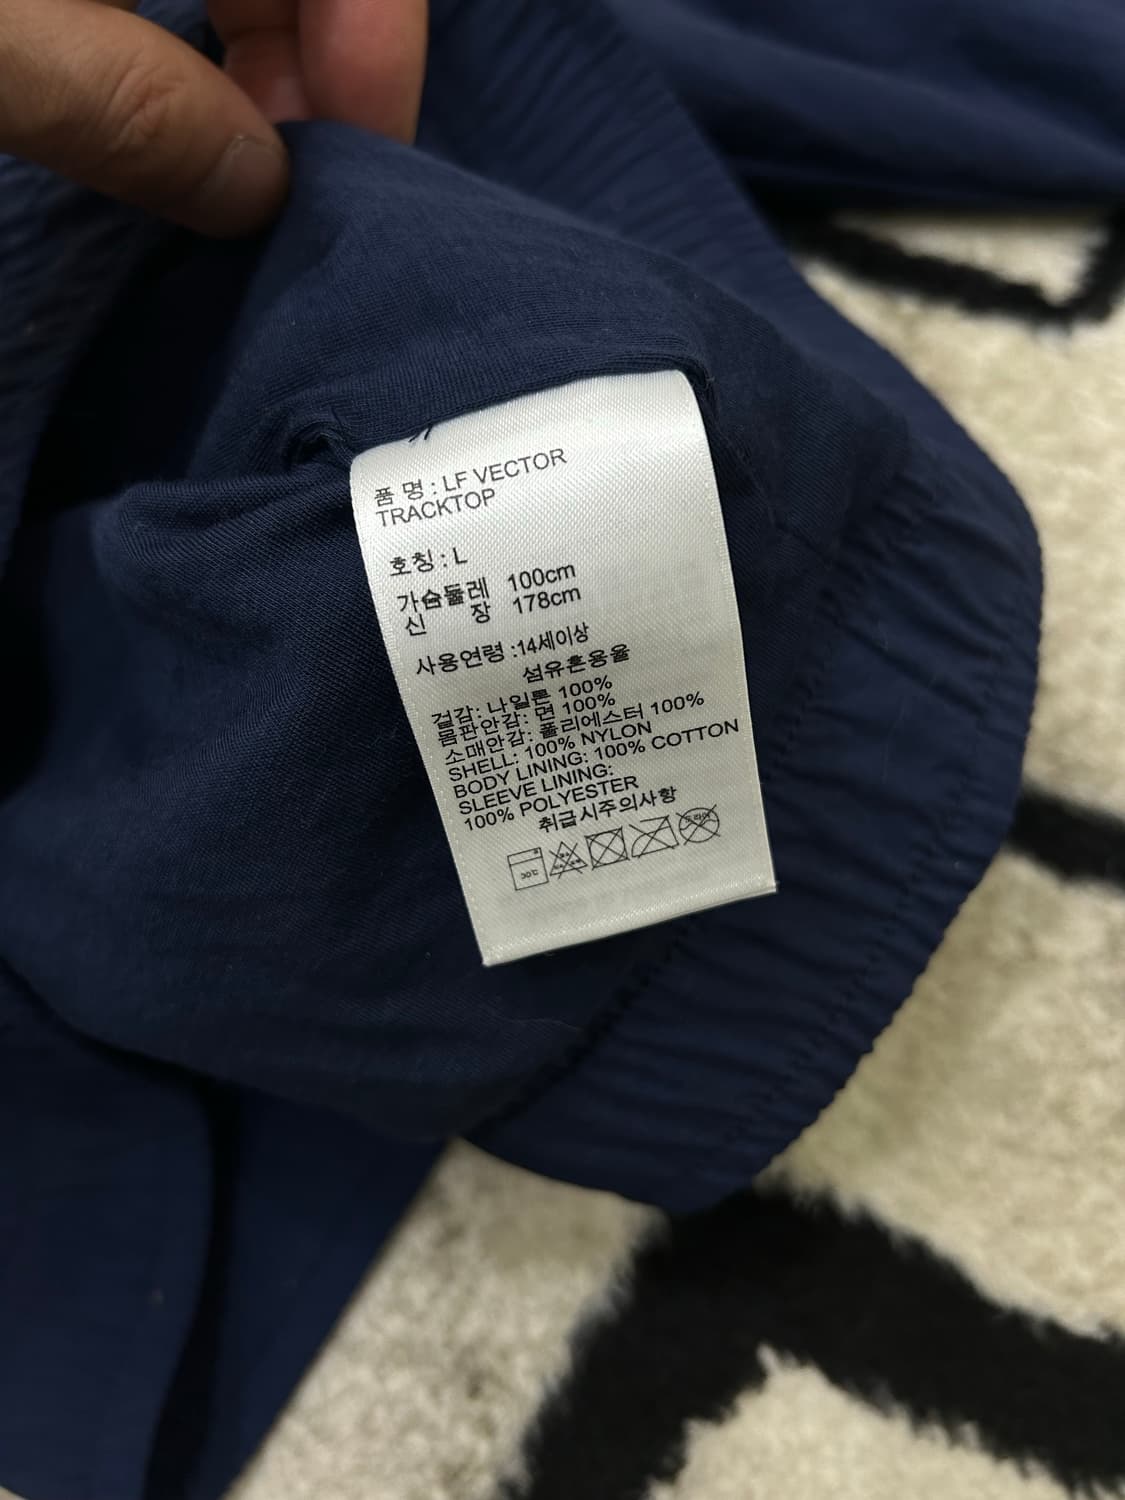 품 명 : LF VECTOR
TRACKTOP
호칭 : L
가슴둘레 100cm
신 장 178cm
사용연령 :14세이상
섬유혼용율
겉감: 나일론 100%
몸판안감: 면 100%
소매안감: 폴리에스터 100%
SHELL: 100% NYLON
BODY LINING: 100% COTTON
SLEEVE LINING:
100% POLYESTER
취급시주의사항
드라이